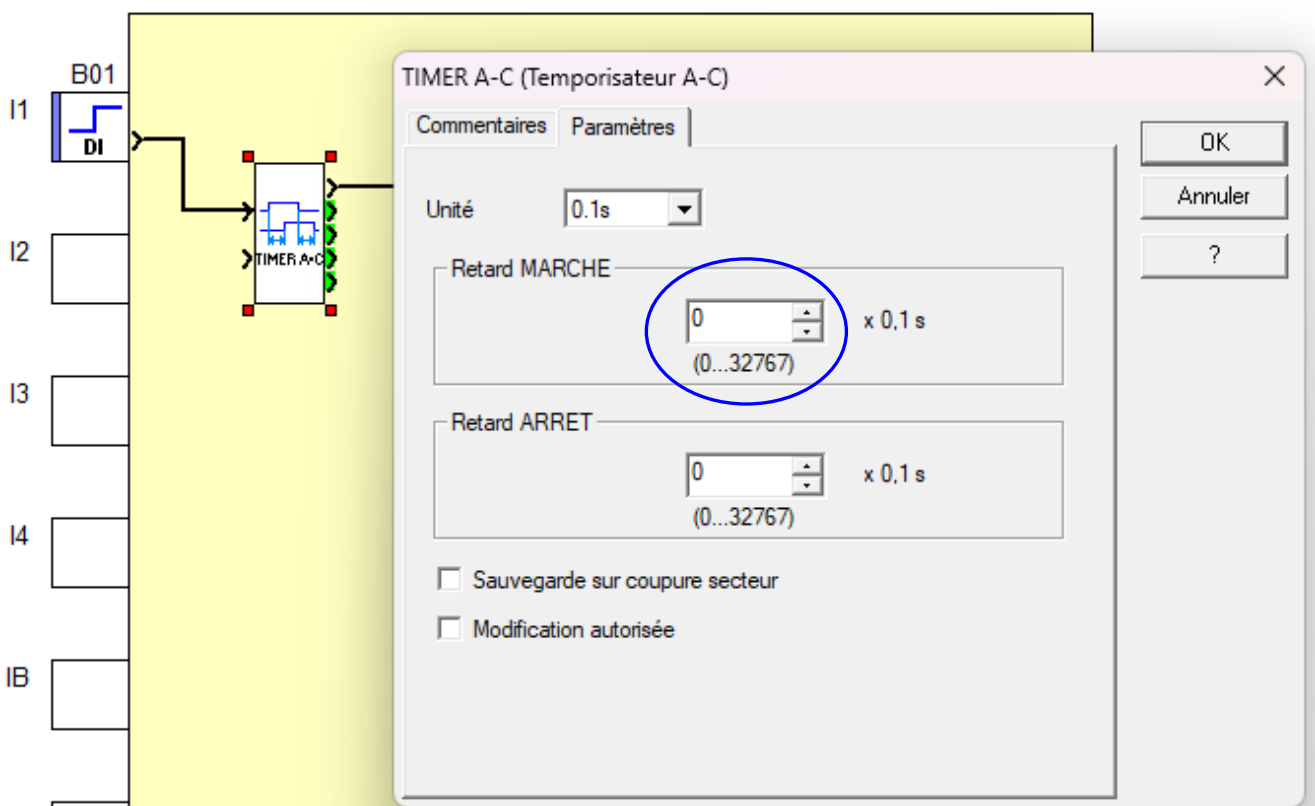 B01
I1
DI
TIMER A-C
I2
I3
I4
IB
TIMER A-C (Temporisateur A-C)
Commentaires Paramètres
Unité 0.1s
Retard MARCHE
0 x 0,1 s
(0...32767)
Retard ARRET
0 x 0,1 s
(0...32767)
Sauvegarde sur coupure secteur
Modification autorisée
OK
Annuler
?